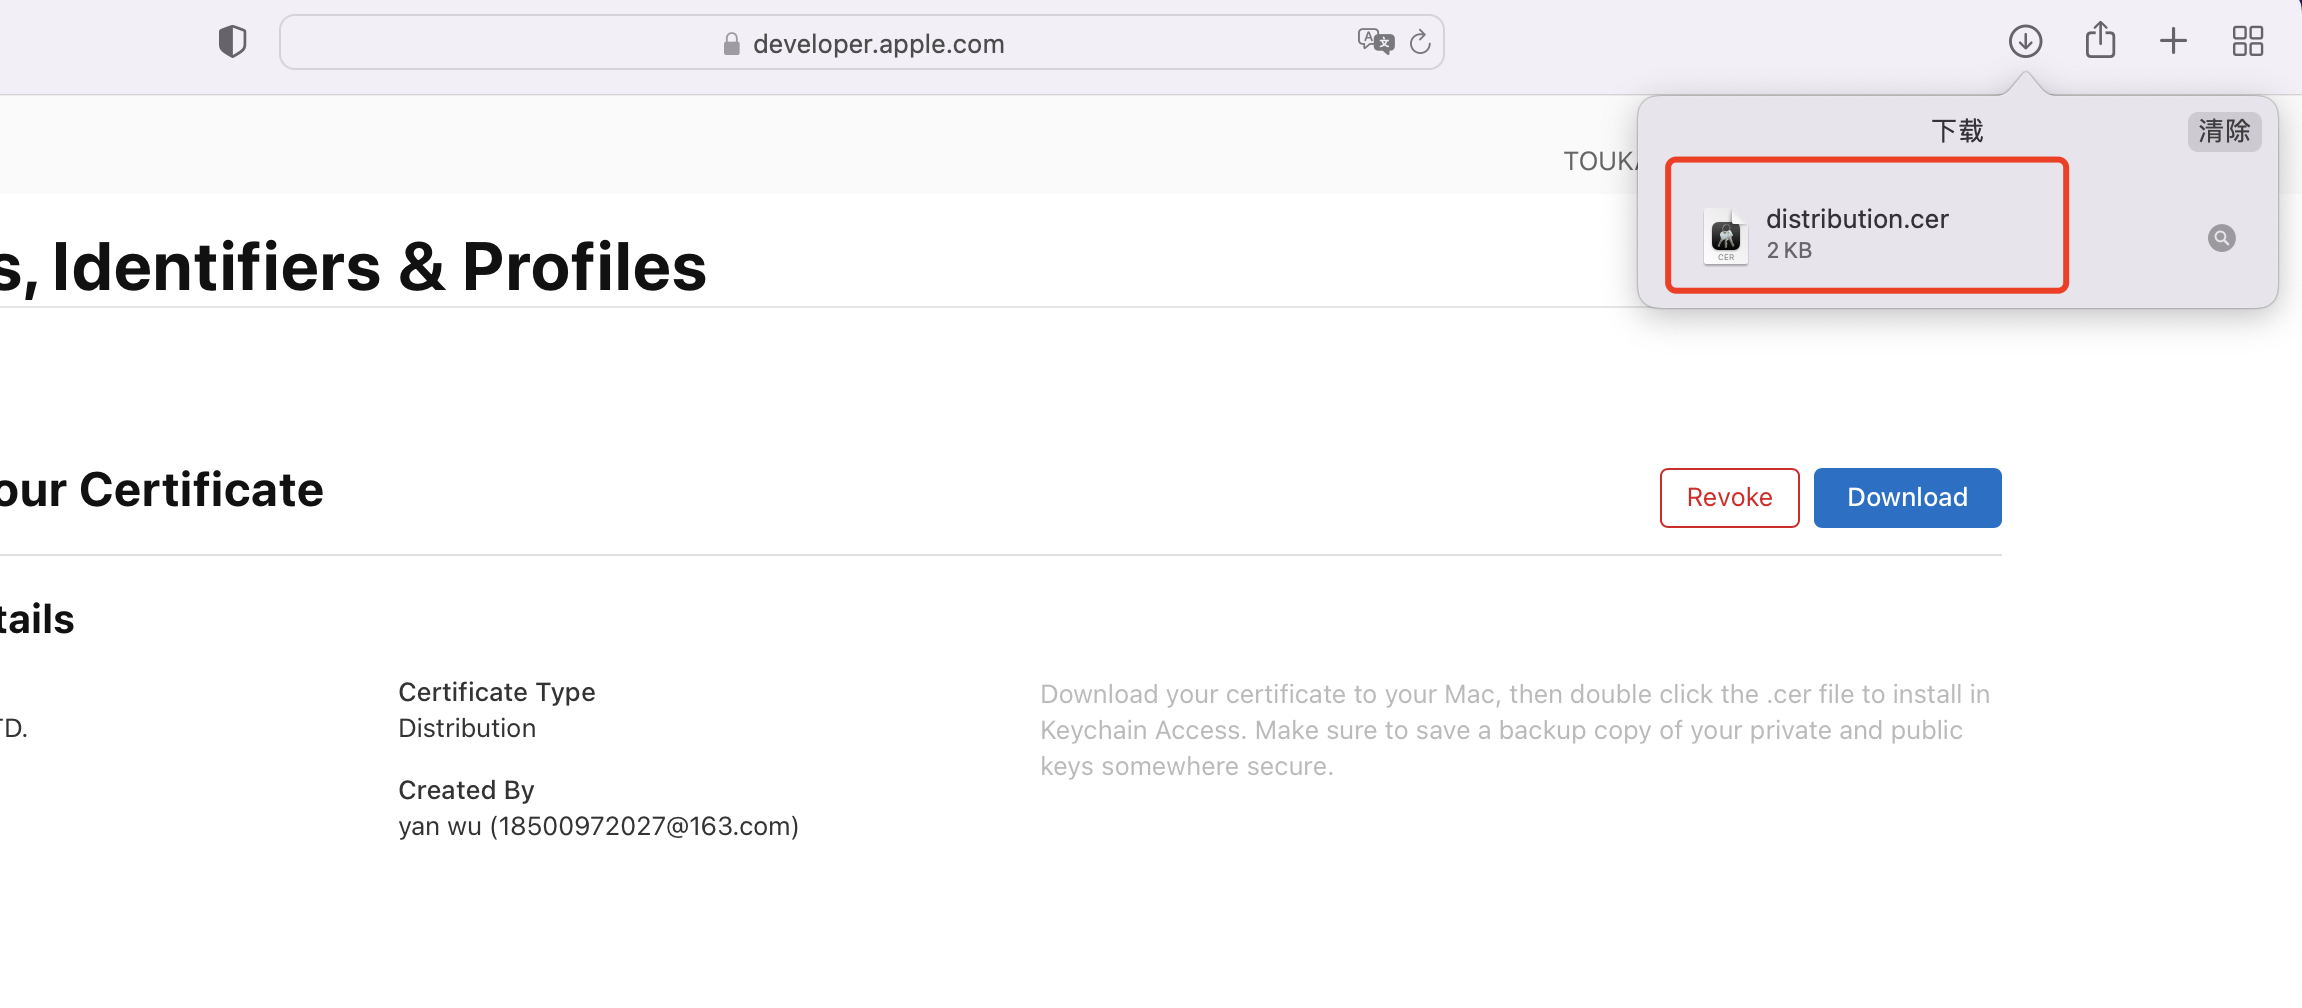 developer.apple.com
下载
清除
TOUKA
distribution.cer
2 KB
CER
s, Identifiers & Profiles
our Certificate
Revoke
Download
tails
TD.
Certificate Type
Distribution
Created By
yan wu (18500972027@163.com)
Download your certificate to your Mac, then double click the .cer file to install in
Keychain Access. Make sure to save a backup copy of your private and public
keys somewhere secure.